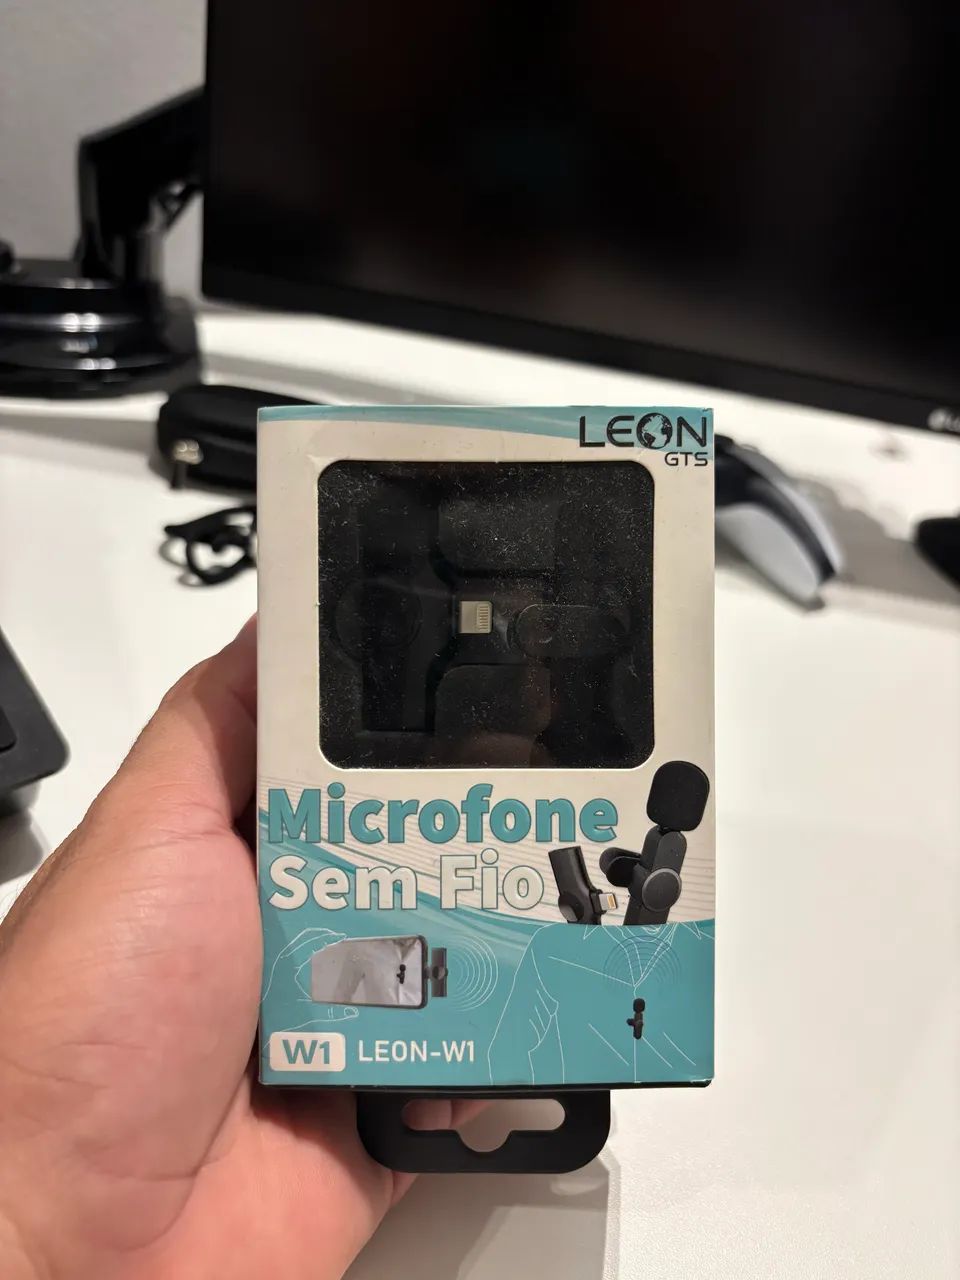 LEON
GTS
Microfone
Sem Fio
W1 LEON-W1